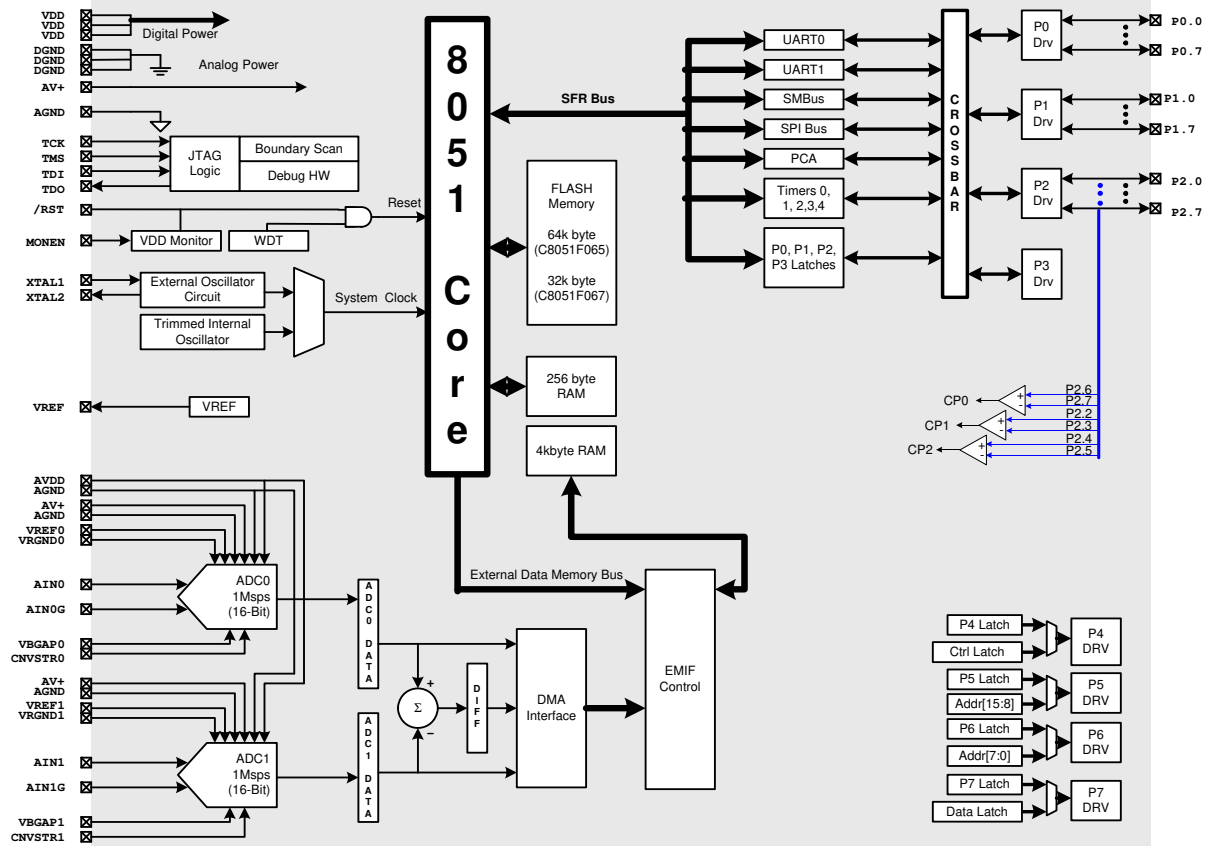 VDD
VDD
VDD
Digital Power
DGND
DGND
DGND
Analog Power
AV+
AGND
TCK
TMS
TDI
TDO
JTAG
Logic
Boundary Scan
Debug HW
/RST
Reset
MONEN
VDD Monitor
WDT
XTAL1
XTAL2
External Oscillator
Circuit
System Clock
Trimmed Internal
Oscillator
VREF
VREF
8051 Core
SFR Bus
FLASH
Memory
64k byte
(C8051F065)
32k byte
(C8051F067)
256 byte
RAM
4kbyte RAM
UART0
UART1
SMBus
SPI Bus
PCA
Timers 0,
1, 2,3,4
P0, P1, P2,
P3 Latches
CROSSBAR
P0
Drv
P1
Drv
P2
Drv
P3
Drv
P0.0
P0.7
P1.0
P1.7
P2.0
P2.7
CP0
+
-
P2.6
P2.7
CP1
+
-
P2.2
P2.3
CP2
+
-
P2.4
P2.5
AVDD
AGND
AV+
AGND
VREF0
VRGND0
AIN0
AIN0G
VBGAP0
CNVSTR0
ADC0
1Msps
(16-Bit)
AV+
AGND
VREF1
VRGND1
AIN1
AIN1G
VBGAP1
CNVSTR1
ADC1
1Msps
(16-Bit)
ADC0 DATA
ADC1 DATA
+
Σ
−
DIFF
DMA
Interface
External Data Memory Bus
EMIF
Control
P4 Latch
Ctrl Latch
P4
DRV
P5 Latch
Addr[15:8]
P5
DRV
P6 Latch
Addr[7:0]
P6
DRV
P7 Latch
Data Latch
P7
DRV